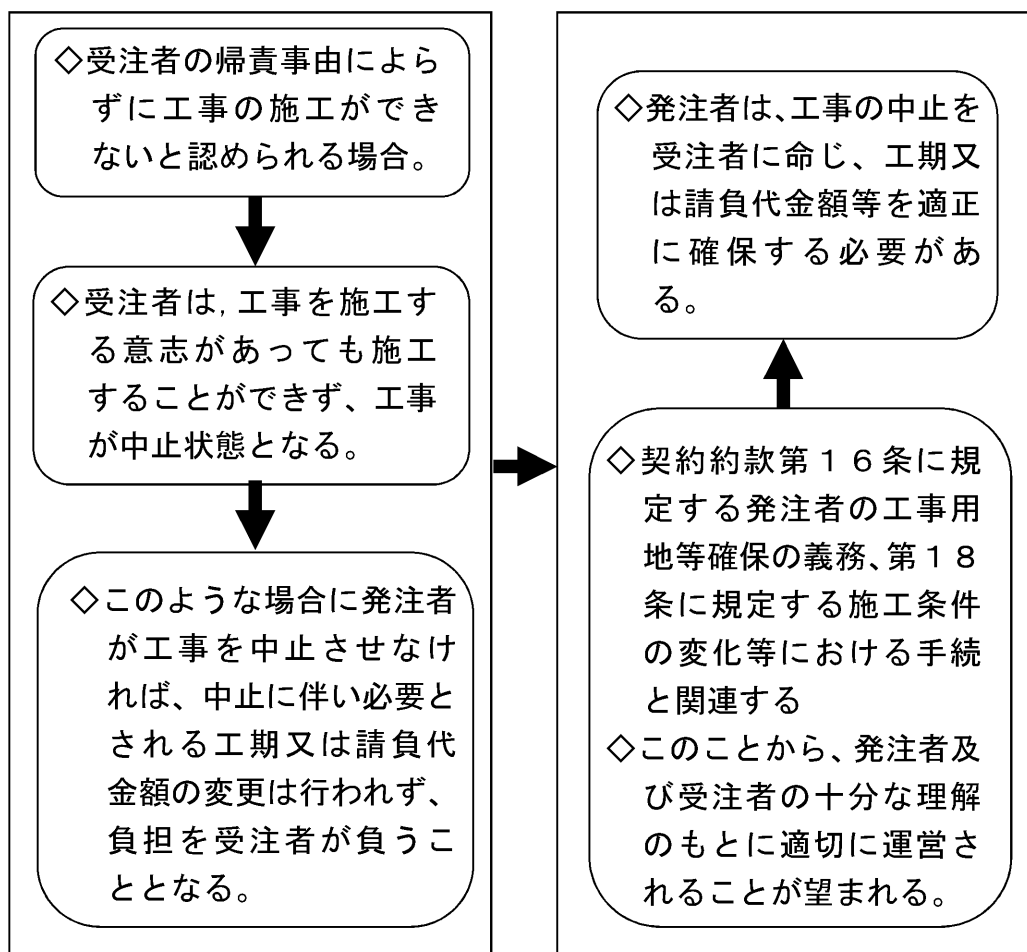 ◇受注者の帰責事由によら
ずに工事の施工ができ
ないと認められる場合。
◇受注者は,工事を施工す
る意志があっても施工
することができず、工事
が中止状態となる。
◇このような場合に発注者
が工事を中止させなけ
れば、中止に伴い必要と
される工期又は請負代
金額の変更は行われず、
負担を受注者が負うこ
ととなる。
◇発注者は、工事の中止を
受注者に命じ、工期又
は請負代金額等を適正
に確保する必要があ
る。
◇契約約款第16条に規
定する発注者の工事用
地等確保の義務、第18
条に規定する施工条件
の変化等における手続
と関連する
◇このことから、発注者及
び受注者の十分な理解
のもとに適切に運営さ
れることが望まれる。